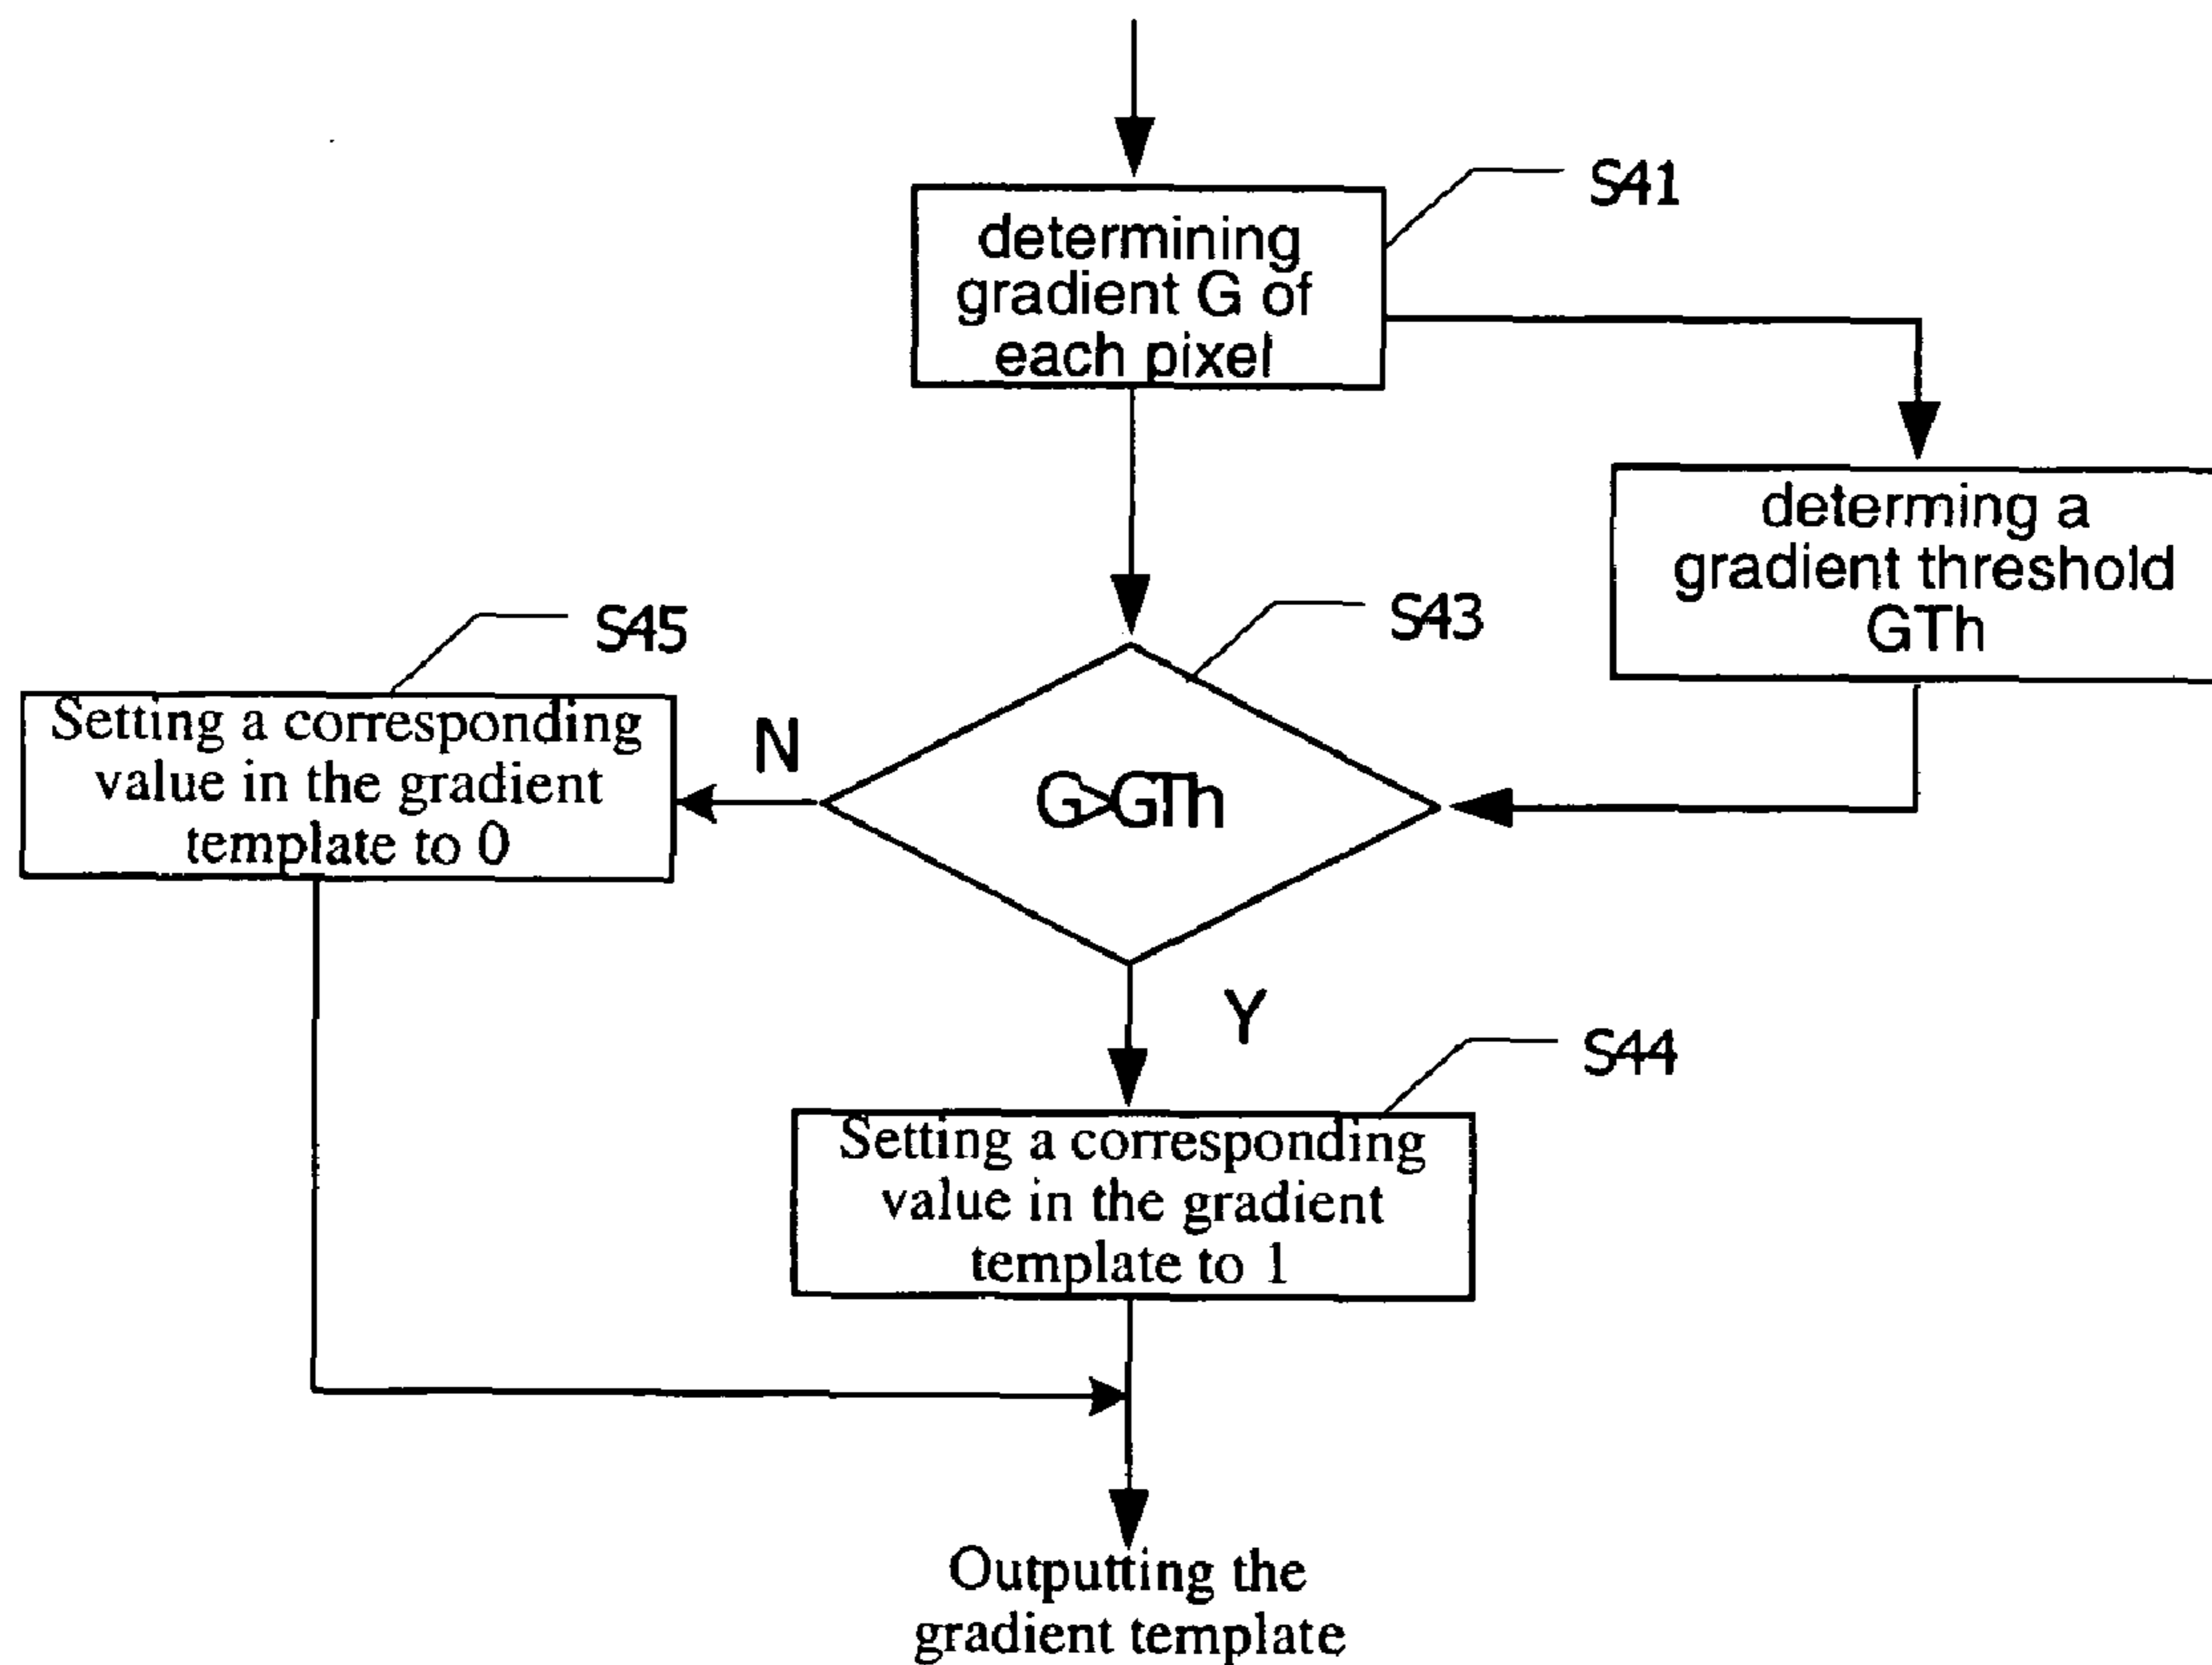 S41
determining
gradient G of
each pixel
determing a
gradient threshold
GTh
S43
S45
Setting a corresponding
value in the gradient
template to 0
N
G>GTh
Y
S44
Setting a corresponding
value in the gradient
template to 1
Outputting the
gradient template